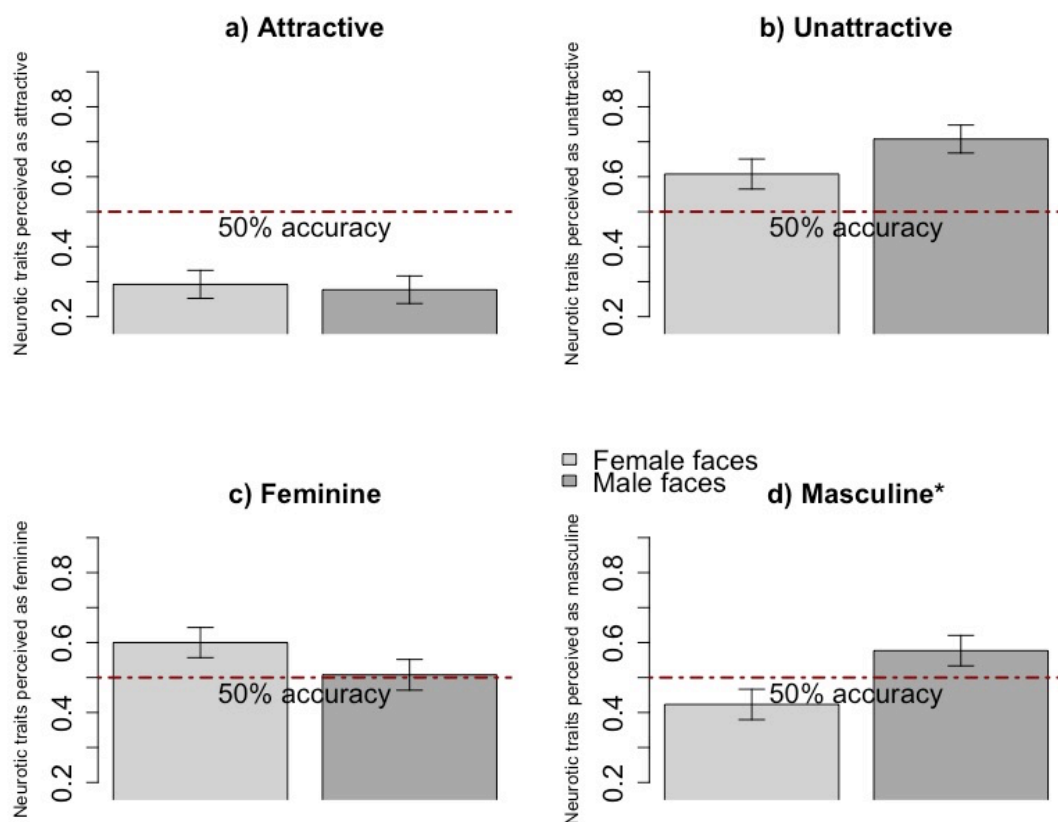 a) Attractive
Neurotic traits perceived as attractive
0.8
0.6
0.4
0.2
50% accuracy
b) Unattractive
Neurotic traits perceived as unattractive
0.8
0.6
0.4
0.2
50% accuracy
Female faces
Male faces
c) Feminine
Neurotic traits perceived as feminine
0.8
0.6
0.4
0.2
50% accuracy
d) Masculine*
Neurotic traits perceived as masculine
0.8
0.6
0.4
0.2
50% accuracy